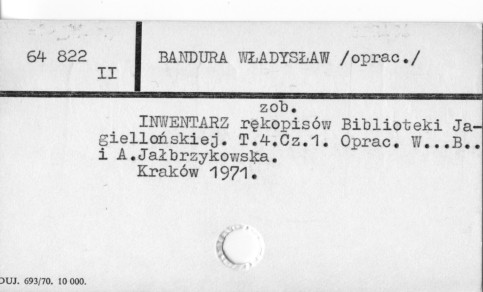 64 822
II
BANDURA WŁADYSŁAW /oprac./
zob.
INWENTARZ rękopisów Biblioteki Ja-
giellońskiej. T.4.Cz.1. Oprac. W...B..
i A.Jałbrzykowska.
Kraków 1971.
DUJ. 693/70. 10 000.